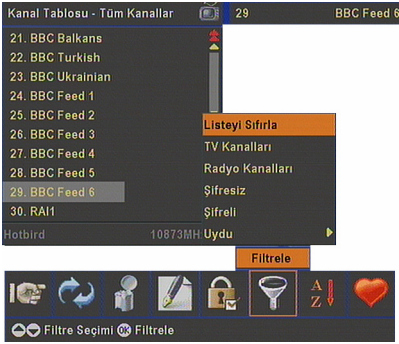 Kanal Tablosu - Tüm Kanallar
29 BBC Feed 6
21. BBC Balkans
22. BBC Turkish
23. BBC Ukrainian
24. BBC Feed 1
25. BBC Feed 2
26. BBC Feed 3
27. BBC Feed 4
28. BBC Feed 5
29. BBC Feed 6
30. RAI1
Hotbird 10873MH
Listeyi Sıfırla
TV Kanalları
Radyo Kanalları
Şifresiz
Şifreli
Uydu
Filtrele
A
Z
Filtre Seçimi OK Filtrele